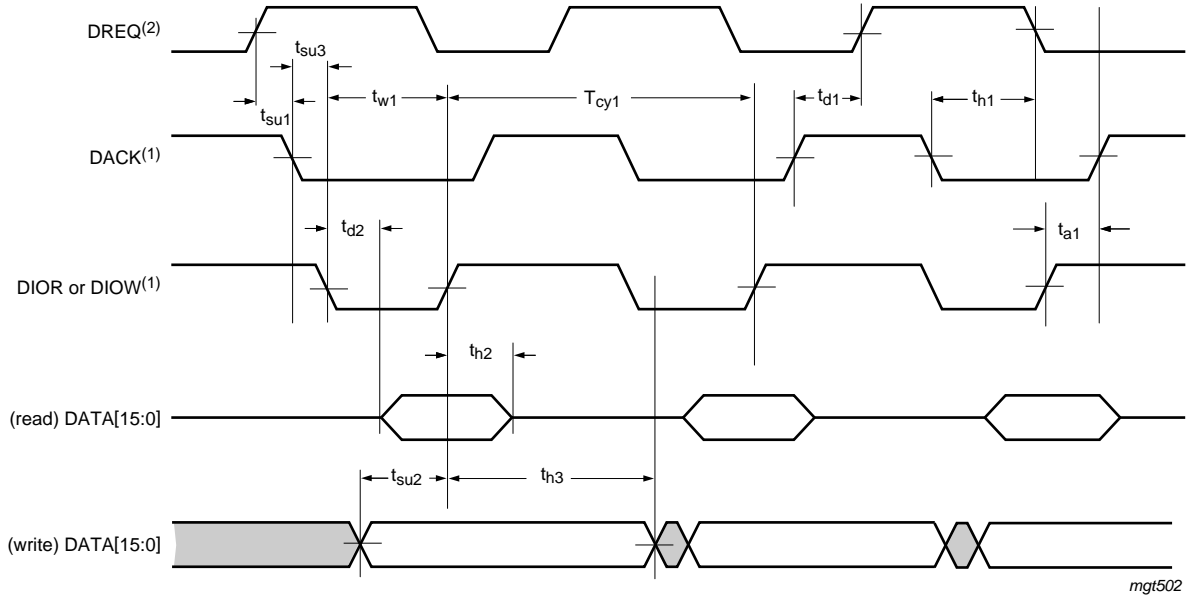 DREQ(2)
tsu3
tw1
Tcy1
td1
th1
tsu1
DACK(1)
td2
ta1
DIOR or DIOW(1)
th2
(read) DATA[15:0]
tsu2
th3
(write) DATA[15:0]
mgt502